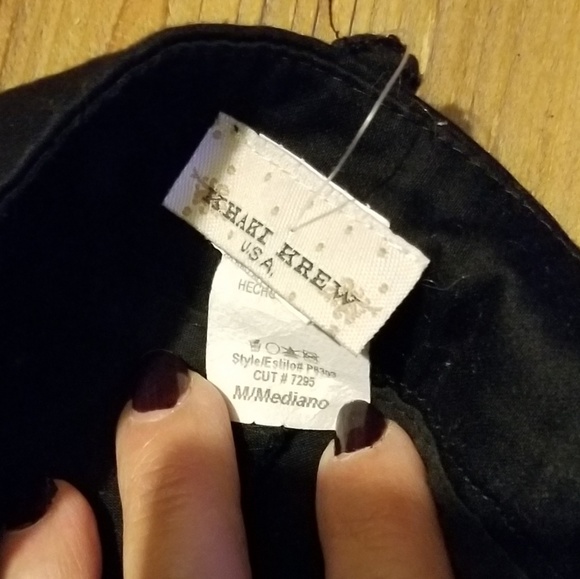 KHAKI KREW
U.S.A.
HECHO
Style/Estilo#
CUT # 7295
M/Mediano